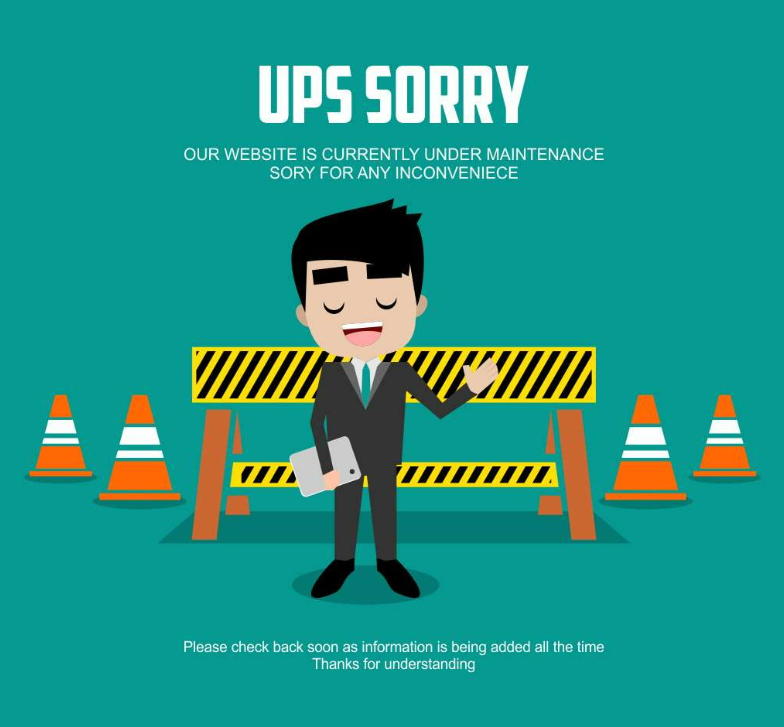 UPS SORRY
OUR WEBSITE IS CURRENTLY UNDER MAINTENANCE
SORY FOR ANY INCONVENIECE
Please check back soon as information is being added all the time
Thanks for understanding